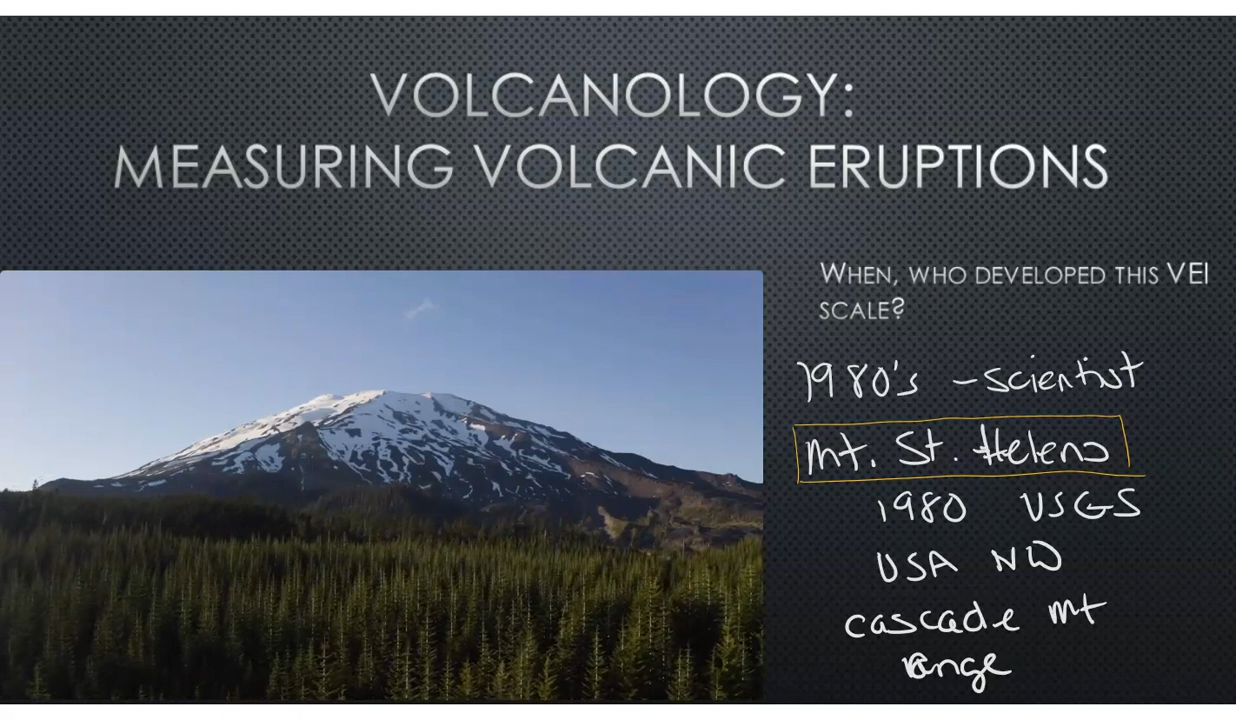 VOLCANOLOGY:
MEASURING VOLCANIC ERUPTIONS
WHEN, WHO DEVELOPED THIS VEI
SCALE?
1980's - scientist
Mt. St. Helens
1980 USGS
USA NW
cascade mt
range